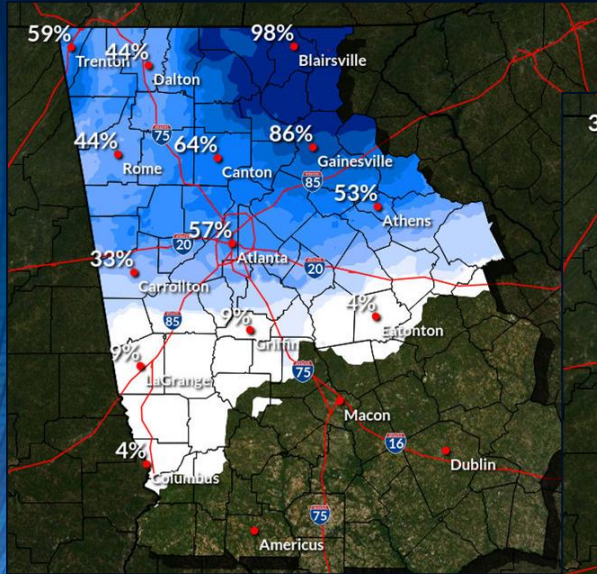 59%
Trenton
44%
Dalton
98%
Blairsville
75
44%
Rome
64%
Canton
86%
Gainesville
85
53%
Athens
57%
Atlanta
20
20
33%
Carrollton
85
9%
Griffin
4%
Eatonton
9%
LaGrange
75
Macon
4%
Columbus
16
Dublin
75
Americus
3